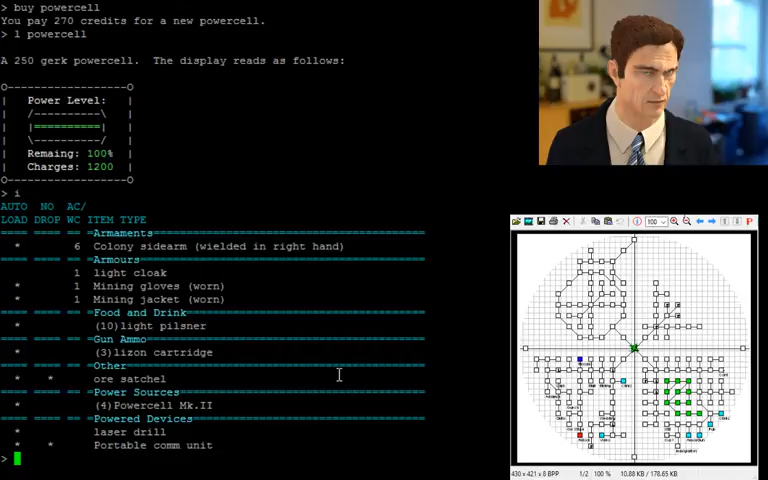 > buy powercell
You pay 270 credits for a new powercell.
> l powercell
A 250 gerk powercell.  The display reads as follows:
O------------------O
|   Power Level:   |
|   /----------\   |
|   |==========|   |
|   \----------/   |
|   Remaing: 100%  |
|   Charges: 1200  |
O------------------O
> i
AUTO  NO   AC/
LOAD DROP  WC ITEM TYPE
==== ==== ==== =Armaments=
*          6  Colony sidearm (wielded in right hand)
==== ==== ==== =Armours=
1  light cloak
*          1  Mining gloves (worn)
*          1  Mining jacket (worn)
==== ==== ==== =Food and Drink=
*             (10)light pilsner
==== ==== ==== =Gun Ammo=
*             (3)lizon cartridge
==== ==== ==== =Other=
*    *        ore satchel
==== ==== ==== =Power Sources=
*             (4)Powercell Mk.II
==== ==== ==== =Powered Devices=
*             laser drill
*    *        Portable comm unit
>
100
430 x 421 x 8 BPP
1/2
100 %
10.88 KB / 178.65 KB